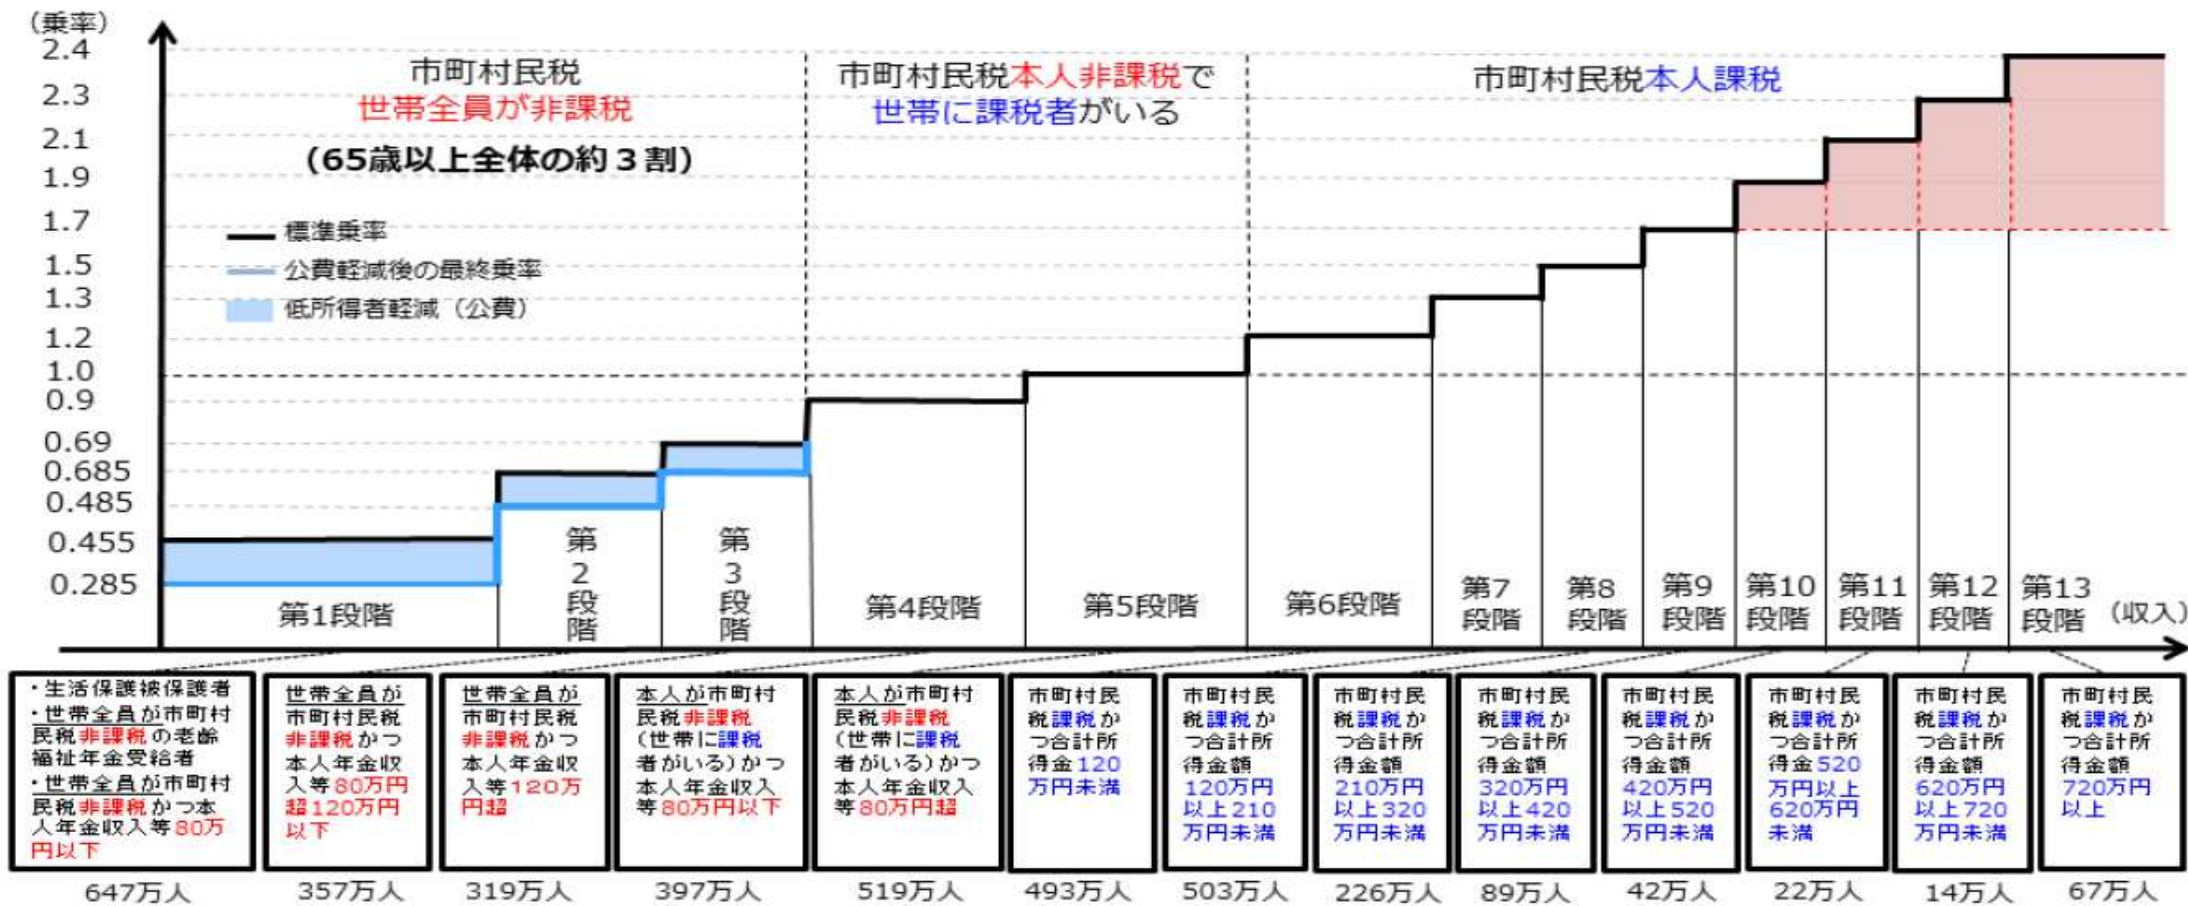 (乗率)
2.4
2.3
2.1
1.9
1.7
1.5
1.3
1.2
1.0
0.9
0.69
0.685
0.485
0.455
0.285
市町村民税
世帯全員が非課税
(65歳以上全体の約3割)
市町村民税本人非課税で
世帯に課税者がいる
市町村民税本人課税
標準乗率
公費軽減後の最終乗率
低所得者軽減(公費)
第1段階
第2段階
第3段階
第4段階
第5段階
第6段階
第7
段階
第8
段階
第9
段階
第10
段階
第11
段階
第12
段階
第13
段階
(収入)
・生活保護被保護者
・世帯全員が市町村
民税非課税の老齢
福祉年金受給者
・世帯全員が市町村
民税非課税かつ本
人年金収入等80万
円以下
世帯全員が
市町村民税
非課税かつ
本人年金収
入等80万円
超120万円
以下
世帯全員が
市町村民税
非課税かつ
本人年金収
入等120万
円超
本人が市町村
民税非課税
(世帯に課税
者がいる)かつ
本人年金収入
等80万円以下
本人が市町村
民税非課税
(世帯に課税
者がいる)かつ
本人年金収入
等80万円超
市町村民
税課税か
つ合計所
得金120
万円未満
市町村民
税課税か
つ合計所
得金額
120万円
以上210
万円未満
市町村民
税課税か
つ合計所
得金額
210万円
以上320
万円未満
市町村民
税課税か
つ合計所
得金額
320万円
以上420
万円未満
市町村民
税課税か
つ合計所
得金額
420万円
以上520
万円未満
市町村民
税課税か
つ合計所
得金520
万円以上
620万円
未満
市町村民
税課税か
つ合計所
得金額
620万円
以上720
万円未満
市町村民
税課税か
つ合計所
得金額
720万円
以上
647万人
357万人
319万人
397万人
519万人
493万人
503万人
226万人
89万人
42万人
22万人
14万人
67万人